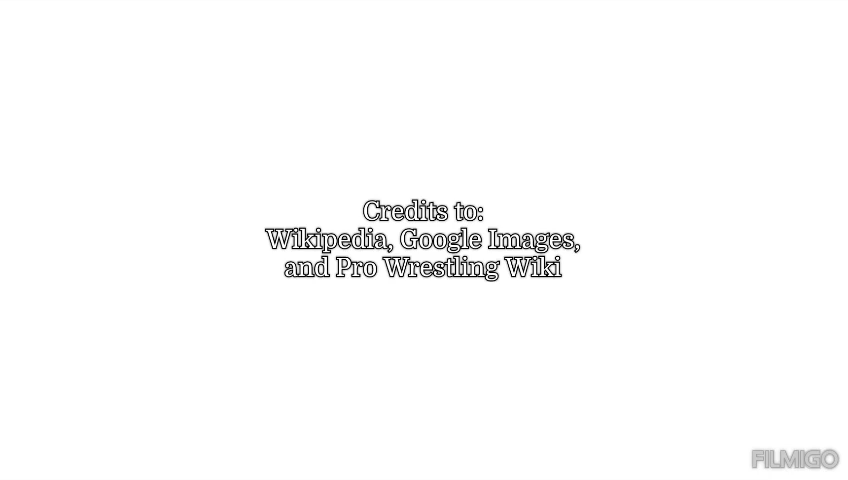 Credits to:
Wikipedia, Google Images,
and Pro Wrestling Wiki
FILMIGO